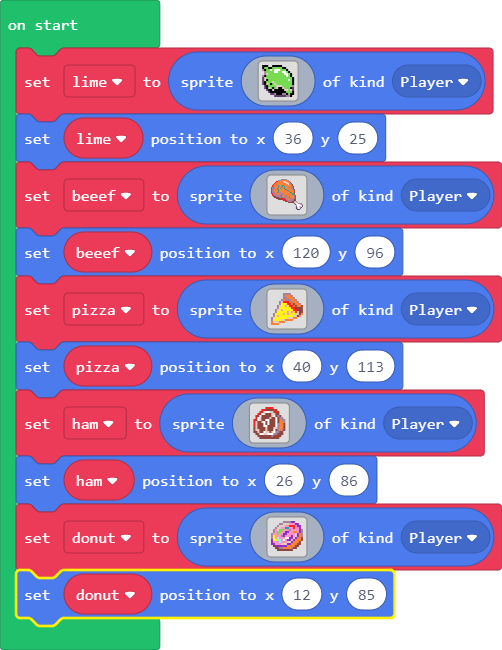 on start
set lime to sprite of kind Player
set lime position to x 36 y 25
set beeef to sprite of kind Player
set beeef position to x 120 y 96
set pizza to sprite of kind Player
set pizza position to x 40 y 113
set ham to sprite of kind Player
set ham position to x 26 y 86
set donut to sprite of kind Player
set donut position to x 12 y 85